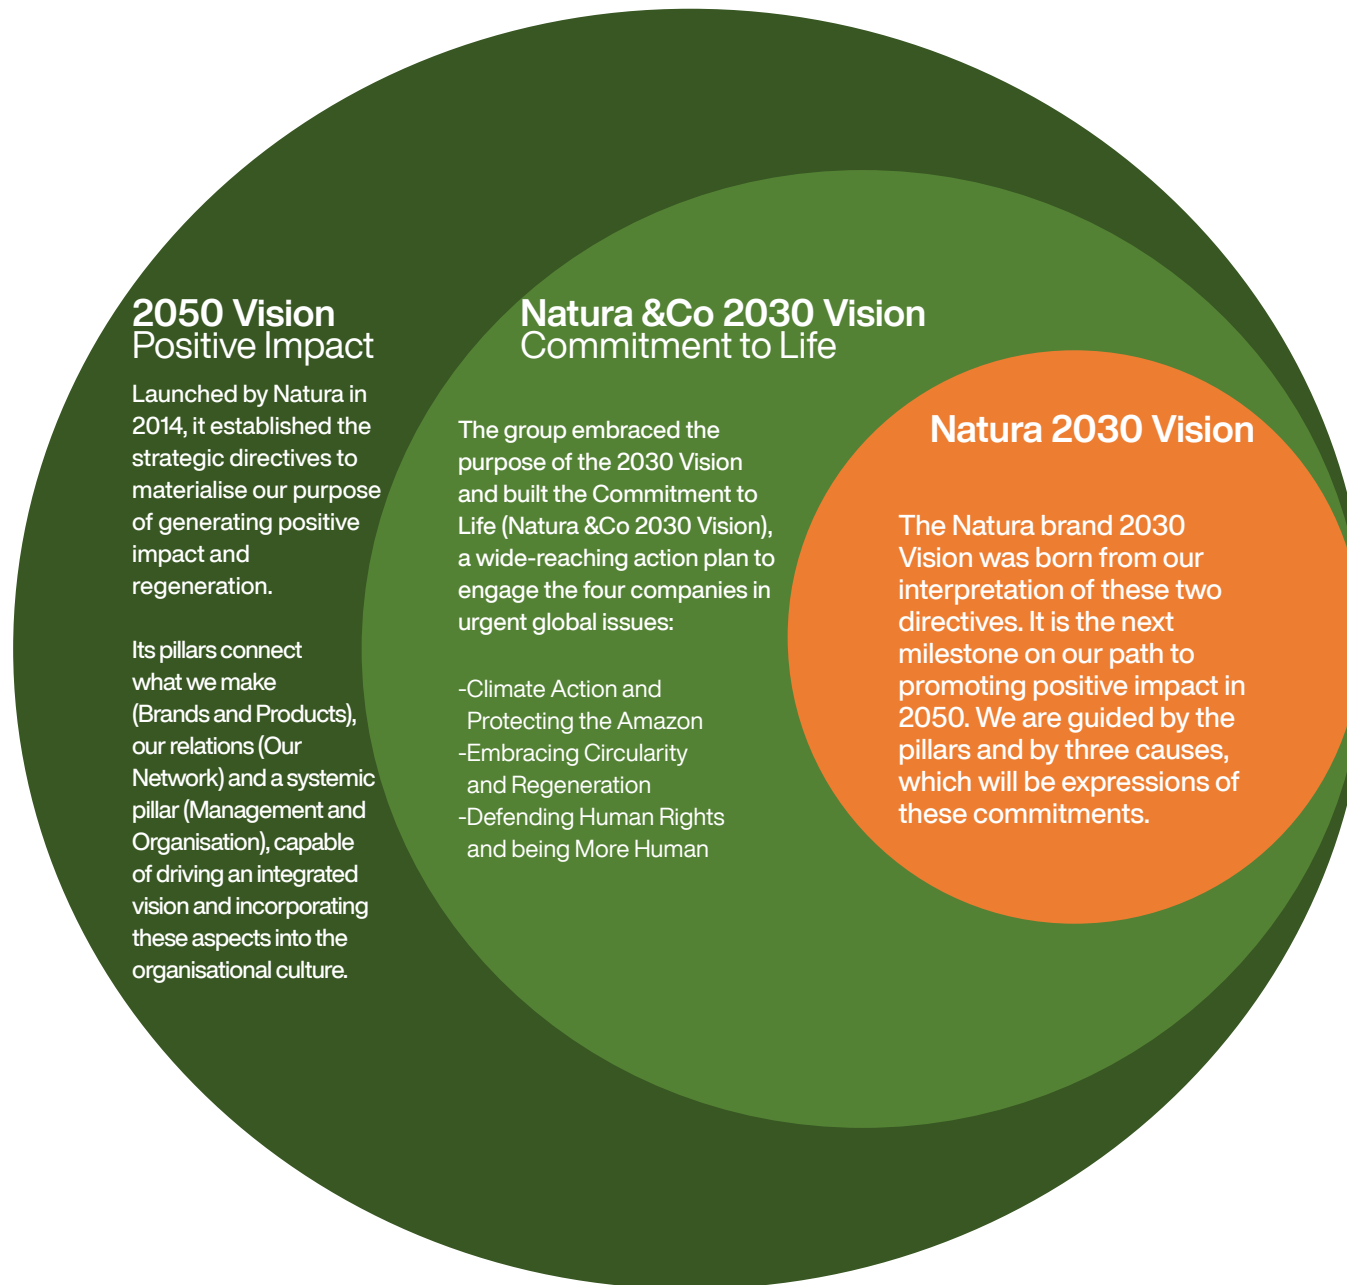 2050 Vision
Positive Impact
Launched by Natura in
2014, it established the
strategic directives to
materialise our purpose
of generating positive
impact and
regeneration.
Its pillars connect
what we make
(Brands and Products),
our relations (Our
Network) and a systemic
pillar (Management and
Organisation), capable
of driving an integrated
vision and incorporating
these aspects into the
organisational culture.
Natura &Co 2030 Vision
Commitment to Life
The group embraced the
purpose of the 2030 Vision
and built the Commitment to
Life (Natura &Co 2030 Vision),
a wide-reaching action plan to
engage the four companies in
urgent global issues:
-Climate Action and
Protecting the Amazon
-Embracing Circularity
and Regeneration
-Defending Human Rights
and being More Human
Natura 2030 Vision
The Natura brand 2030
Vision was born from our
interpretation of these two
directives. It is the next
milestone on our path to
promoting positive impact in
2050. We are guided by the
pillars and by three causes,
which will be expressions of
these commitments.